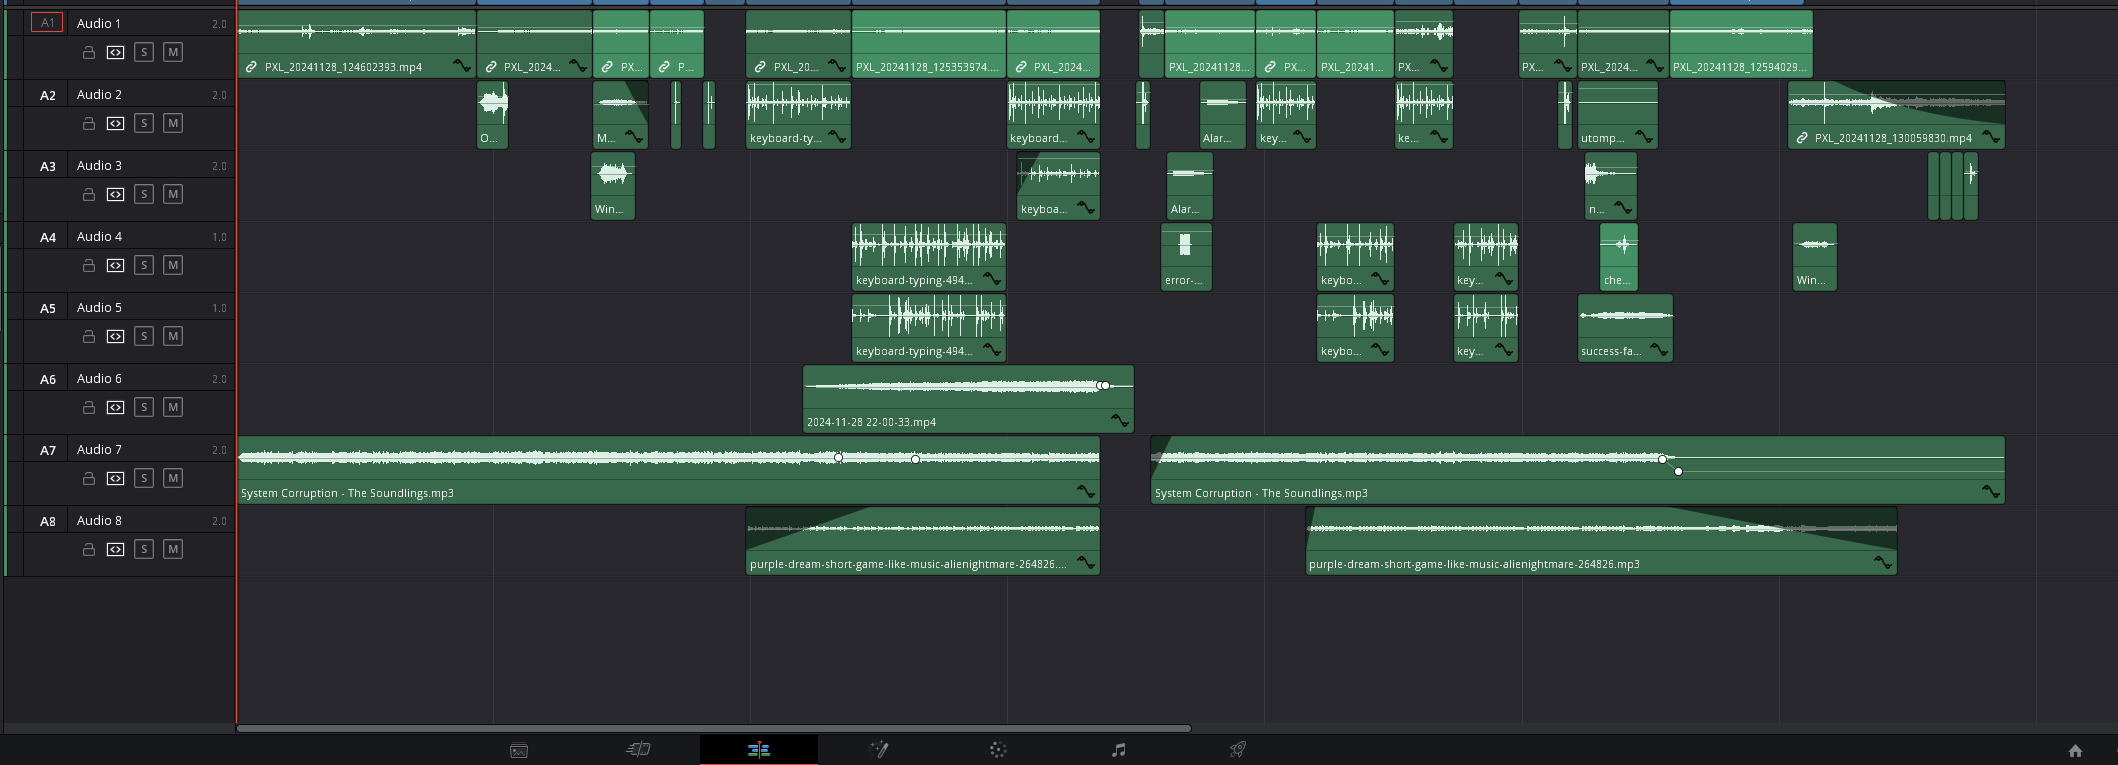 A1 Audio 1 2.0
S M
PXL_20241128_124602393.mp4 PXL_2024... PX... P... PXL_20... PXL_20241128_125353974.... PXL_2024... PXL_20241128... PX... PXL_20241... PX... PX... PXL_2024... PXL_20241128_12594029...
A2 Audio 2 2.0
S M
O... M... keyboard-ty... keyboard... Alar... key... ke... utomp... PXL_20241128_130059830.mp4
A3 Audio 3 2.0
S M
Win... keyboa... Alar... n...
A4 Audio 4 1.0
S M
keyboard-typing-494... error-... keybo... key... che... Win...
A5 Audio 5 1.0
S M
keyboard-typing-494... keybo... key... success-fa...
A6 Audio 6 2.0
S M
2024-11-28 22-00-33.mp4
A7 Audio 7 2.0
S M
System Corruption - The Soundlings.mp3 System Corruption - The Soundlings.mp3
A8 Audio 8 2.0
S M
purple-dream-short-game-like-music-alienightmare-264826.... purple-dream-short-game-like-music-alienightmare-264826.mp3